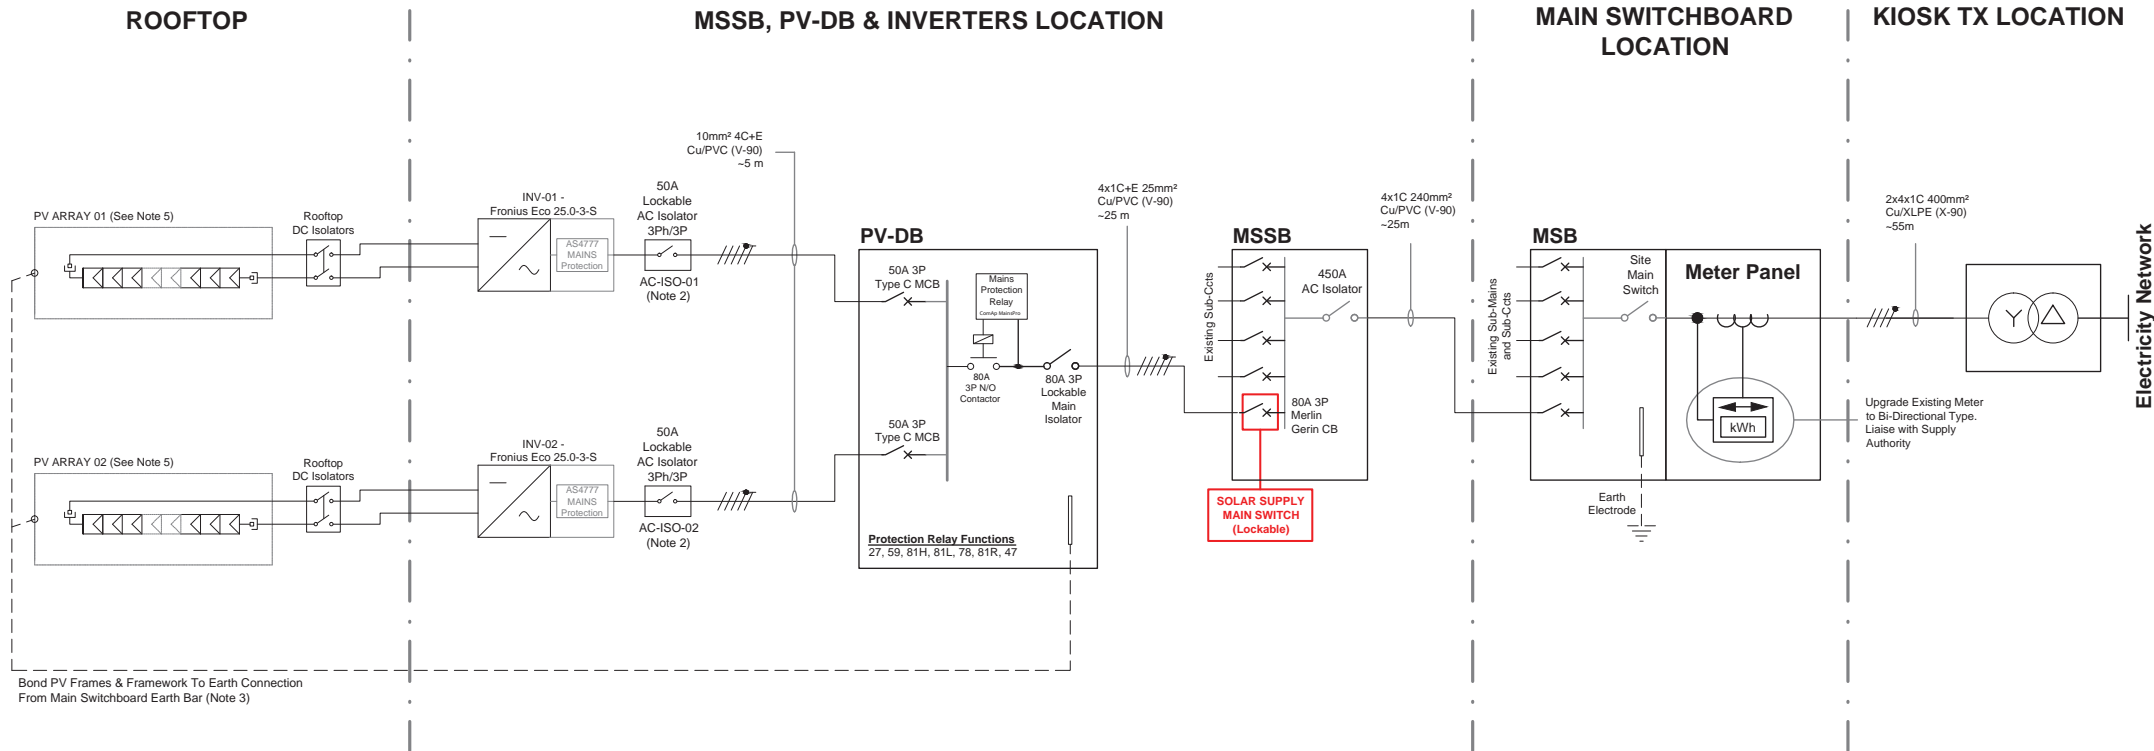 ROOFTOP
MSSB, PV-DB & INVERTERS LOCATION
MAIN SWITCHBOARD
LOCATION
KIOSK TX LOCATION
PV ARRAY 01 (See Note 5)
Rooftop
DC Isolators
INV-01 -
Fronius Eco 25.0-3-S
AS4777
MAINS
Protection
50A
Lockable
AC Isolator
3Ph/3P
AC-ISO-01
(Note 2)
10mm² 4C+E
Cu/PVC (V-90)
~5 m
PV ARRAY 02 (See Note 5)
Rooftop
DC Isolators
INV-02 -
Fronius Eco 25.0-3-S
AS4777
MAINS
Protection
50A
Lockable
AC Isolator
3Ph/3P
AC-ISO-02
(Note 2)
PV-DB
50A 3P
Type C MCB
50A 3P
Type C MCB
Mains
Protection
Relay
ComAp MainsPro
80A
3P N/O
Contactor
80A 3P
Lockable
Main
Isolator
Protection Relay Functions
27, 59, 81H, 81L, 78, 81R, 47
4x1C+E 25mm²
Cu/PVC (V-90)
~25 m
MSSB
Existing Sub-Ccts
450A
AC Isolator
80A 3P
Merlin
Gerin CB
SOLAR SUPPLY
MAIN SWITCH
(Lockable)
4x1C 240mm²
Cu/PVC (V-90)
~25m
MSB
Existing Sub-Mains
and Sub-Ccts
Site
Main
Switch
Meter Panel
kWh
Earth
Electrode
2x4x1C 400mm²
Cu/XLPE (X-90)
~55m
Upgrade Existing Meter
to Bi-Directional Type.
Liaise with Supply
Authority
Electricity Network
Bond PV Frames & Framework To Earth Connection
From Main Switchboard Earth Bar (Note 3)